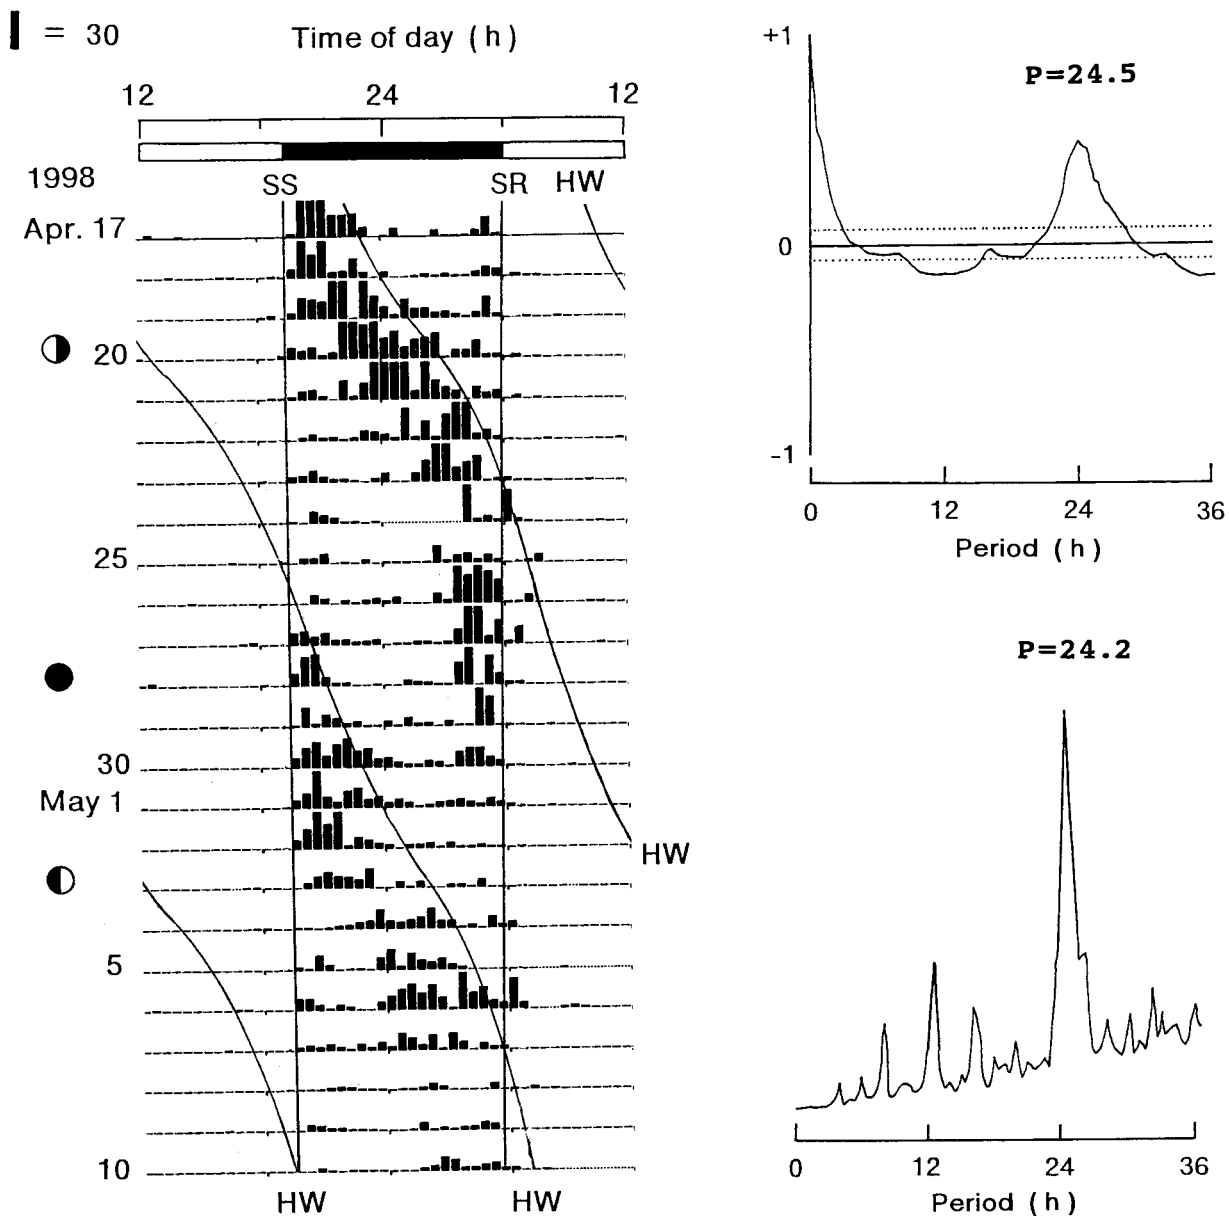 = 30
Time of day (h)
12 24 12
1998
SS SR HW
Apr. 17
20
25
30
May 1
HW
5
10
HW HW
+1
P=24.5
0
-1
0 12 24 36
Period (h)
P=24.2
0 12 24 36
Period (h)